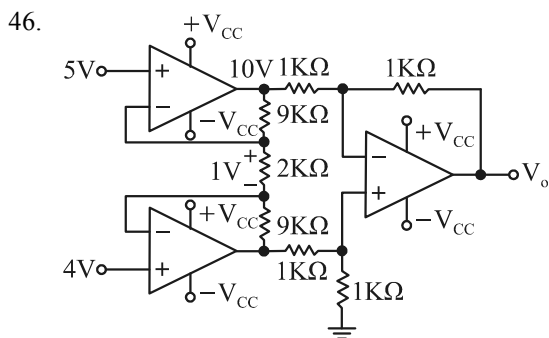 46.
+V_CC
5V
+
−
10V
1KΩ
1KΩ
−V_CC
9KΩ
+V_CC
1V
+
−
2KΩ
−
+
V_o
+V_CC
9KΩ
−V_CC
−
+
4V
1KΩ
−V_CC
1KΩ